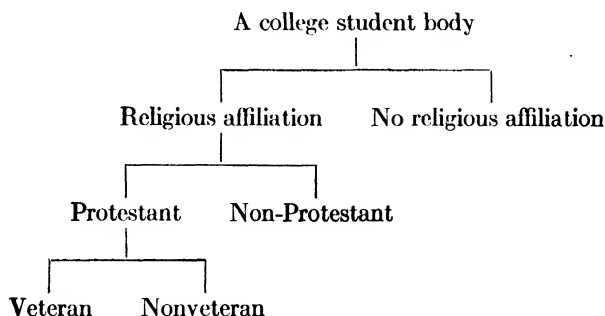 A college student body
Religious affiliation No religious affiliation
Protestant Non-Protestant
Veteran Nonveteran